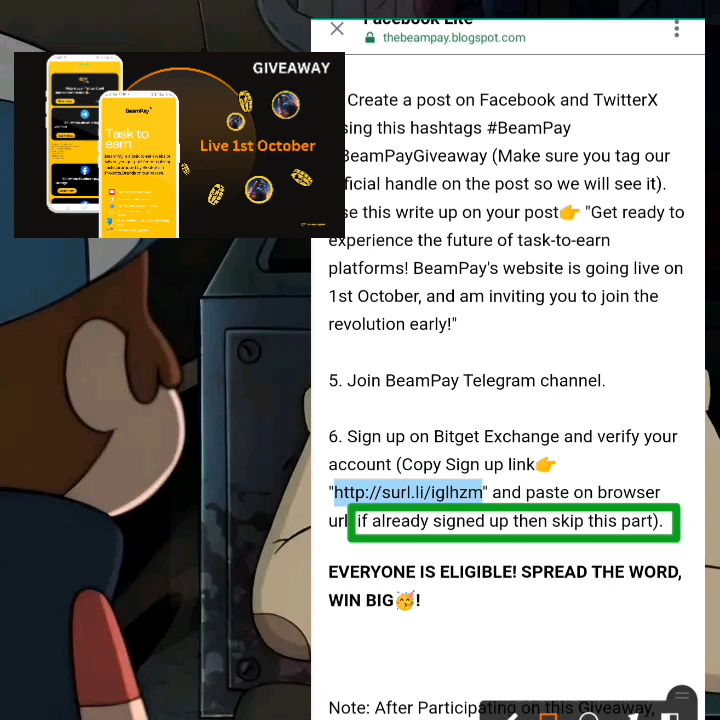 Facebook Lite
thebeampay.blogspot.com
GIVEAWAY
BeamPay
Task to
earn
Live 1st October
Create a post on Facebook and TwitterX
sing this hashtags #BeamPay
BeamPayGiveaway (Make sure you tag our
ficial handle on the post so we will see it).
se this write up on your post👉 "Get ready to
experience the future of task-to-earn
platforms! BeamPay's website is going live on
1st October, and am inviting you to join the
revolution early!"
5. Join BeamPay Telegram channel.
6. Sign up on Bitget Exchange and verify your
account (Copy Sign up link👉
"http://surl.li/iglhzm" and paste on browser
url if already signed up then skip this part).
EVERYONE IS ELIGIBLE! SPREAD THE WORD,
WIN BIG🥳!
Note: After Participating on this Giveaway,